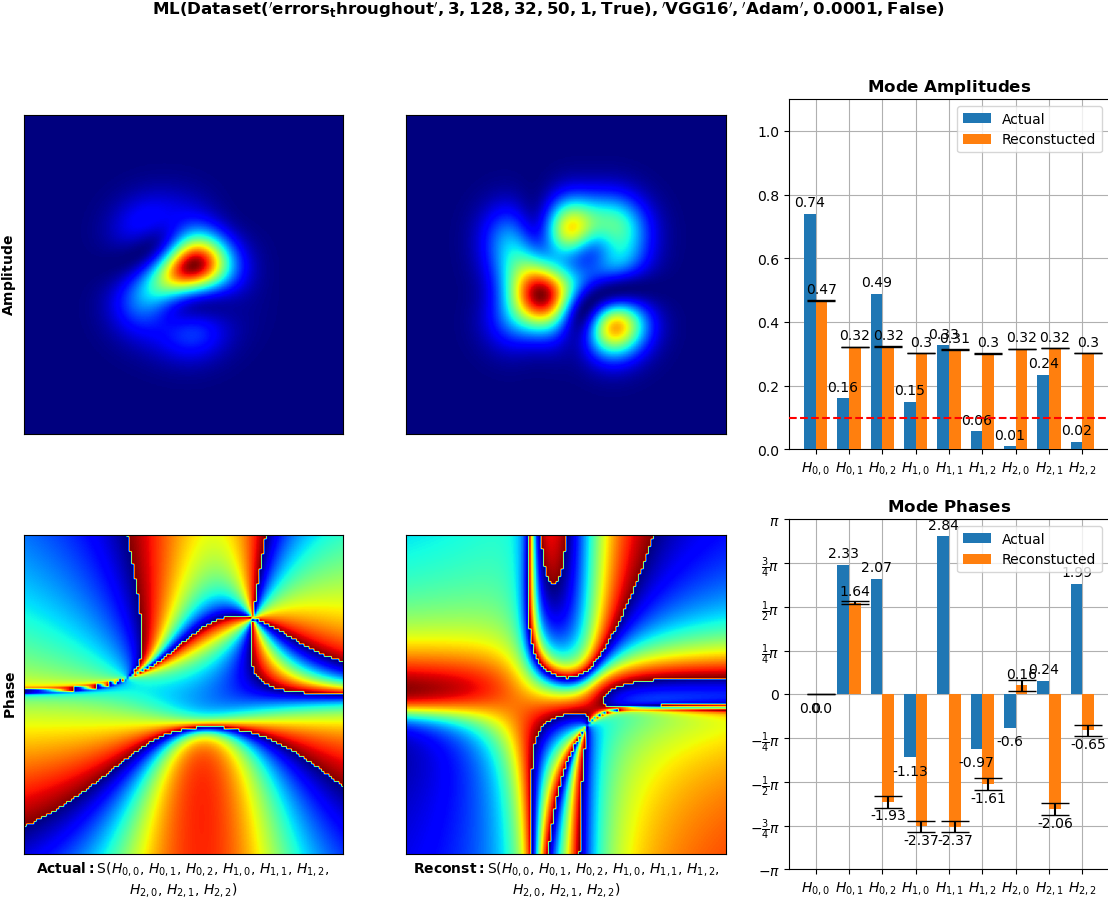 ML(Dataset('errors_throughout', 3, 128, 32, 50, 1, True), 'VGG16', 'Adam', 0.0001, False)
Amplitude
Mode Amplitudes
Actual
Reconstucted
1.0
0.8
0.6
0.4
0.2
0.0
0.74
0.47
0.16
0.32
0.49
0.32
0.15
0.3
0.33
0.31
0.06
0.3
0.01
0.32
0.24
0.32
0.02
0.3
H0,0 H0,1 H0,2 H1,0 H1,1 H1,2 H2,0 H2,1 H2,2
Phase
Actual: S(H0,0, H0,1, H0,2, H1,0, H1,1, H1,2,
H2,0, H2,1, H2,2)
Reconst: S(H0,0, H0,1, H0,2, H1,0, H1,1, H1,2,
H2,0, H2,1, H2,2)
Mode Phases
Actual
Reconstucted
π
3/4π
1/2π
1/4π
0
−1/4π
−1/2π
−3/4π
−π
0.0
0.0
2.33
1.64
2.07
-1.93
-1.13
-2.37
2.84
-2.37
-0.97
-1.61
-0.6
0.16
0.24
-2.06
1.99
-0.65
H0,0 H0,1 H0,2 H1,0 H1,1 H1,2 H2,0 H2,1 H2,2